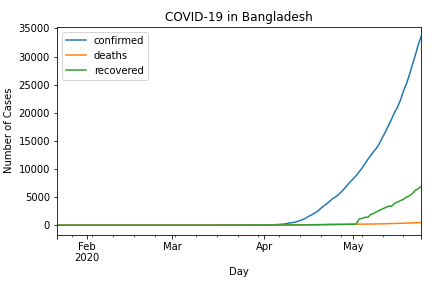 COVID-19 in Bangladesh
confirmed
deaths
recovered
35000
30000
25000
20000
15000
10000
5000
0
Number of Cases
Feb
2020
Mar
Apr
May
Day